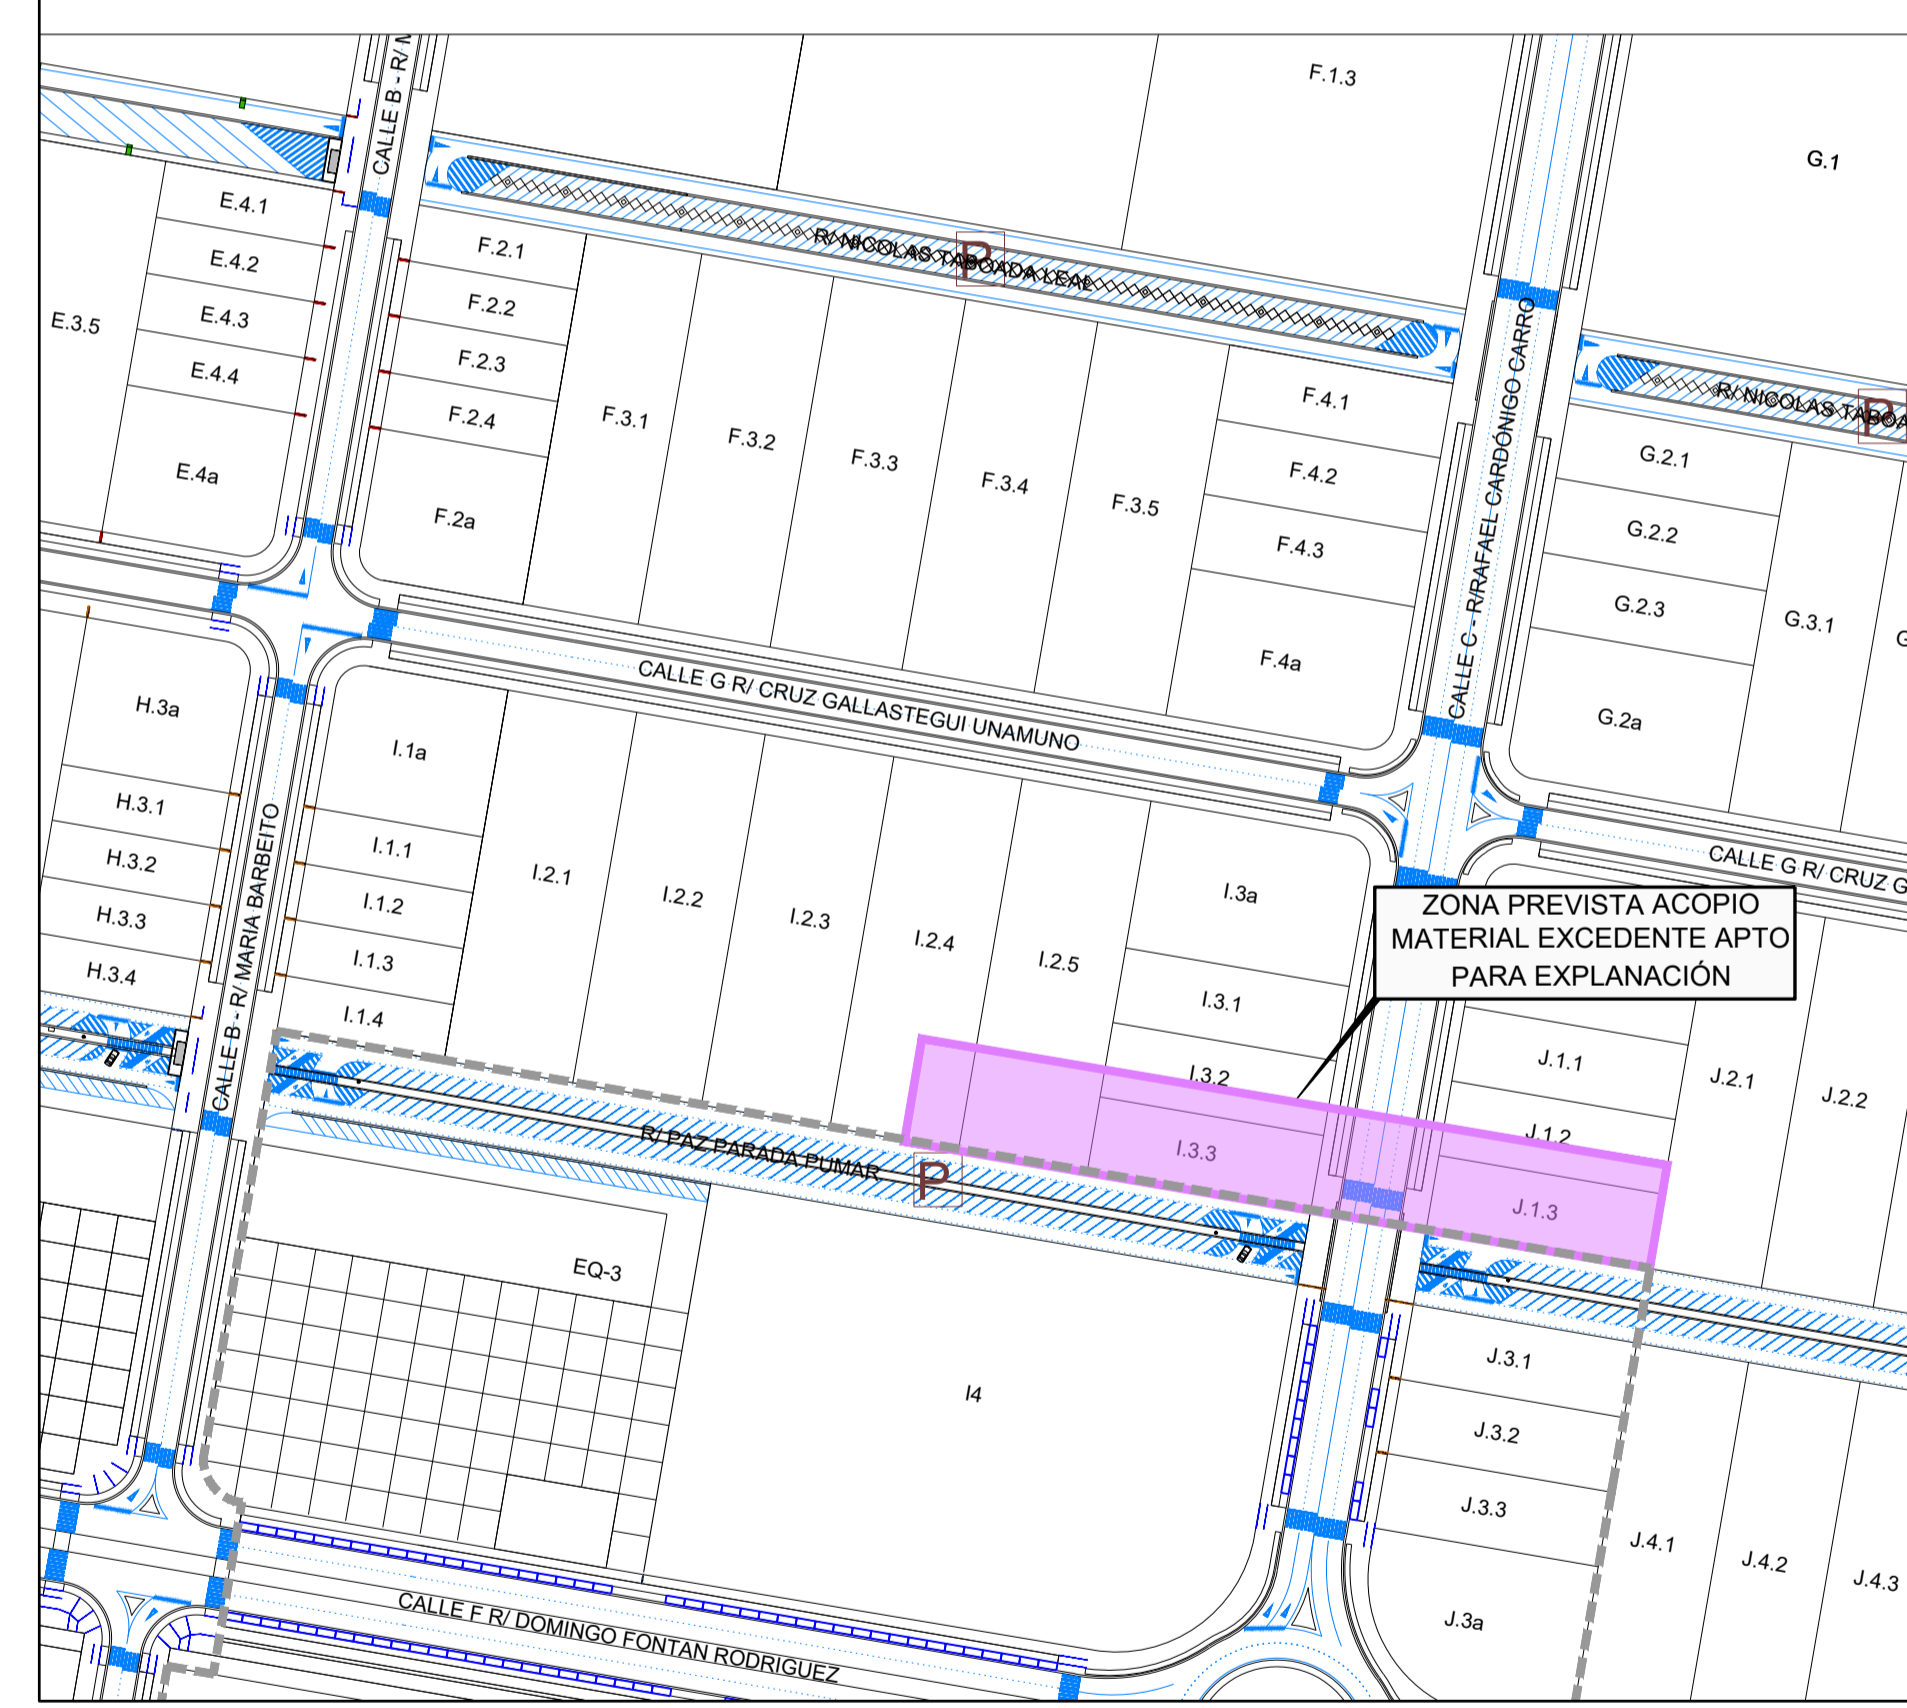 CALLE B - R/ M
F.1.3
G.1
E.4.1
E.4.2
E.4.3
E.4.4
E.3.5
E.4a
F.2.1
F.2.2
F.2.3
F.2.4
F.2a
R/ NICOLAS TABOADA LEAL
P
F.3.1
F.3.2
F.3.3
F.3.4
F.3.5
F.4.1
F.4.2
F.4.3
F.4a
CALLE C - R/RAFAEL CARDÓNIGO CARRO
R/ NICOLAS TABOA
P
G.2.1
G.2.2
G.2.3
G.2a
G.3.1
G
CALLE G R/ CRUZ GALLASTEGUI UNAMUNO
CALLE G R/ CRUZ G
H.3a
H.3.1
H.3.2
H.3.3
H.3.4
CALLE B - R/ MARIA BARBEITO
I.1a
I.1.1
I.1.2
I.1.3
I.1.4
I.2.1
I.2.2
I.2.3
I.2.4
I.2.5
I.3a
I.3.1
I.3.2
I.3.3
ZONA PREVISTA ACOPIO
MATERIAL EXCEDENTE APTO
PARA EXPLANACIÓN
J.1.1
J.1.2
J.1.3
J.2.1
J.2.2
R/ PAZ PARADA PUMAR
P
EQ-3
I4
J.3.1
J.3.2
J.3.3
J.3a
J.4.1
J.4.2
J.4.3
CALLE F R/ DOMINGO FONTAN RODRIGUEZ